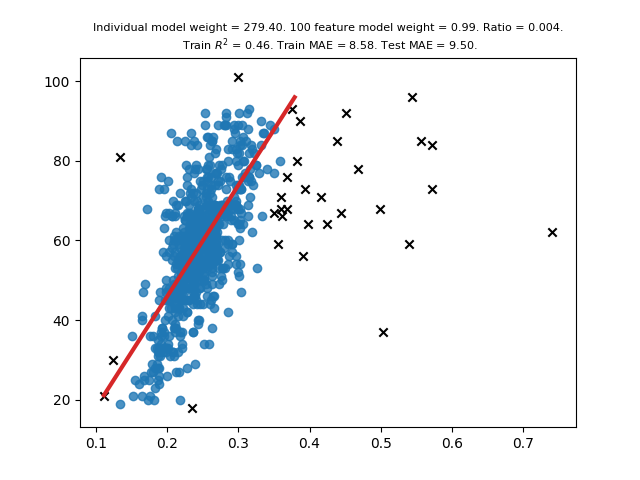 Individual model weight = 279.40. 100 feature model weight = 0.99. Ratio = 0.004.
Train R² = 0.46. Train MAE = 8.58. Test MAE = 9.50.
100
80
60
40
20
0.1 0.2 0.3 0.4 0.5 0.6 0.7